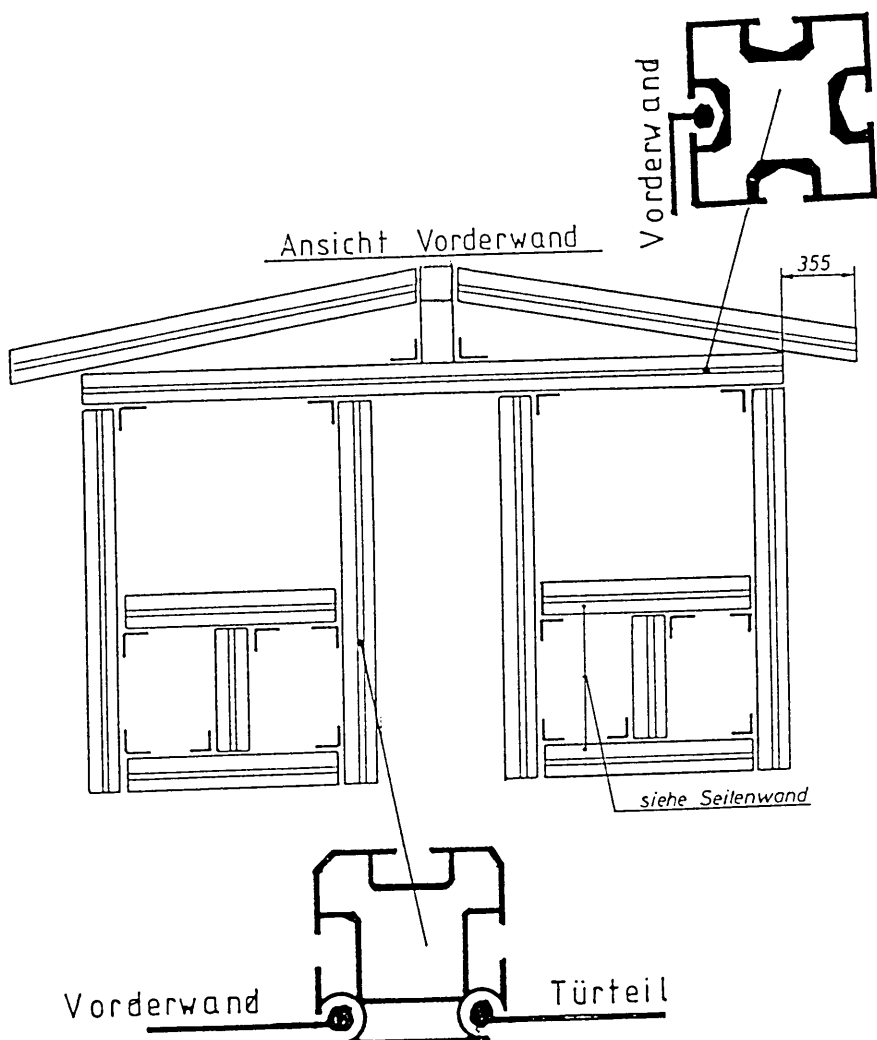 Vorderwand
Ansicht Vorderwand
355
siehe Seitenwand
Vorderwand
Türteil